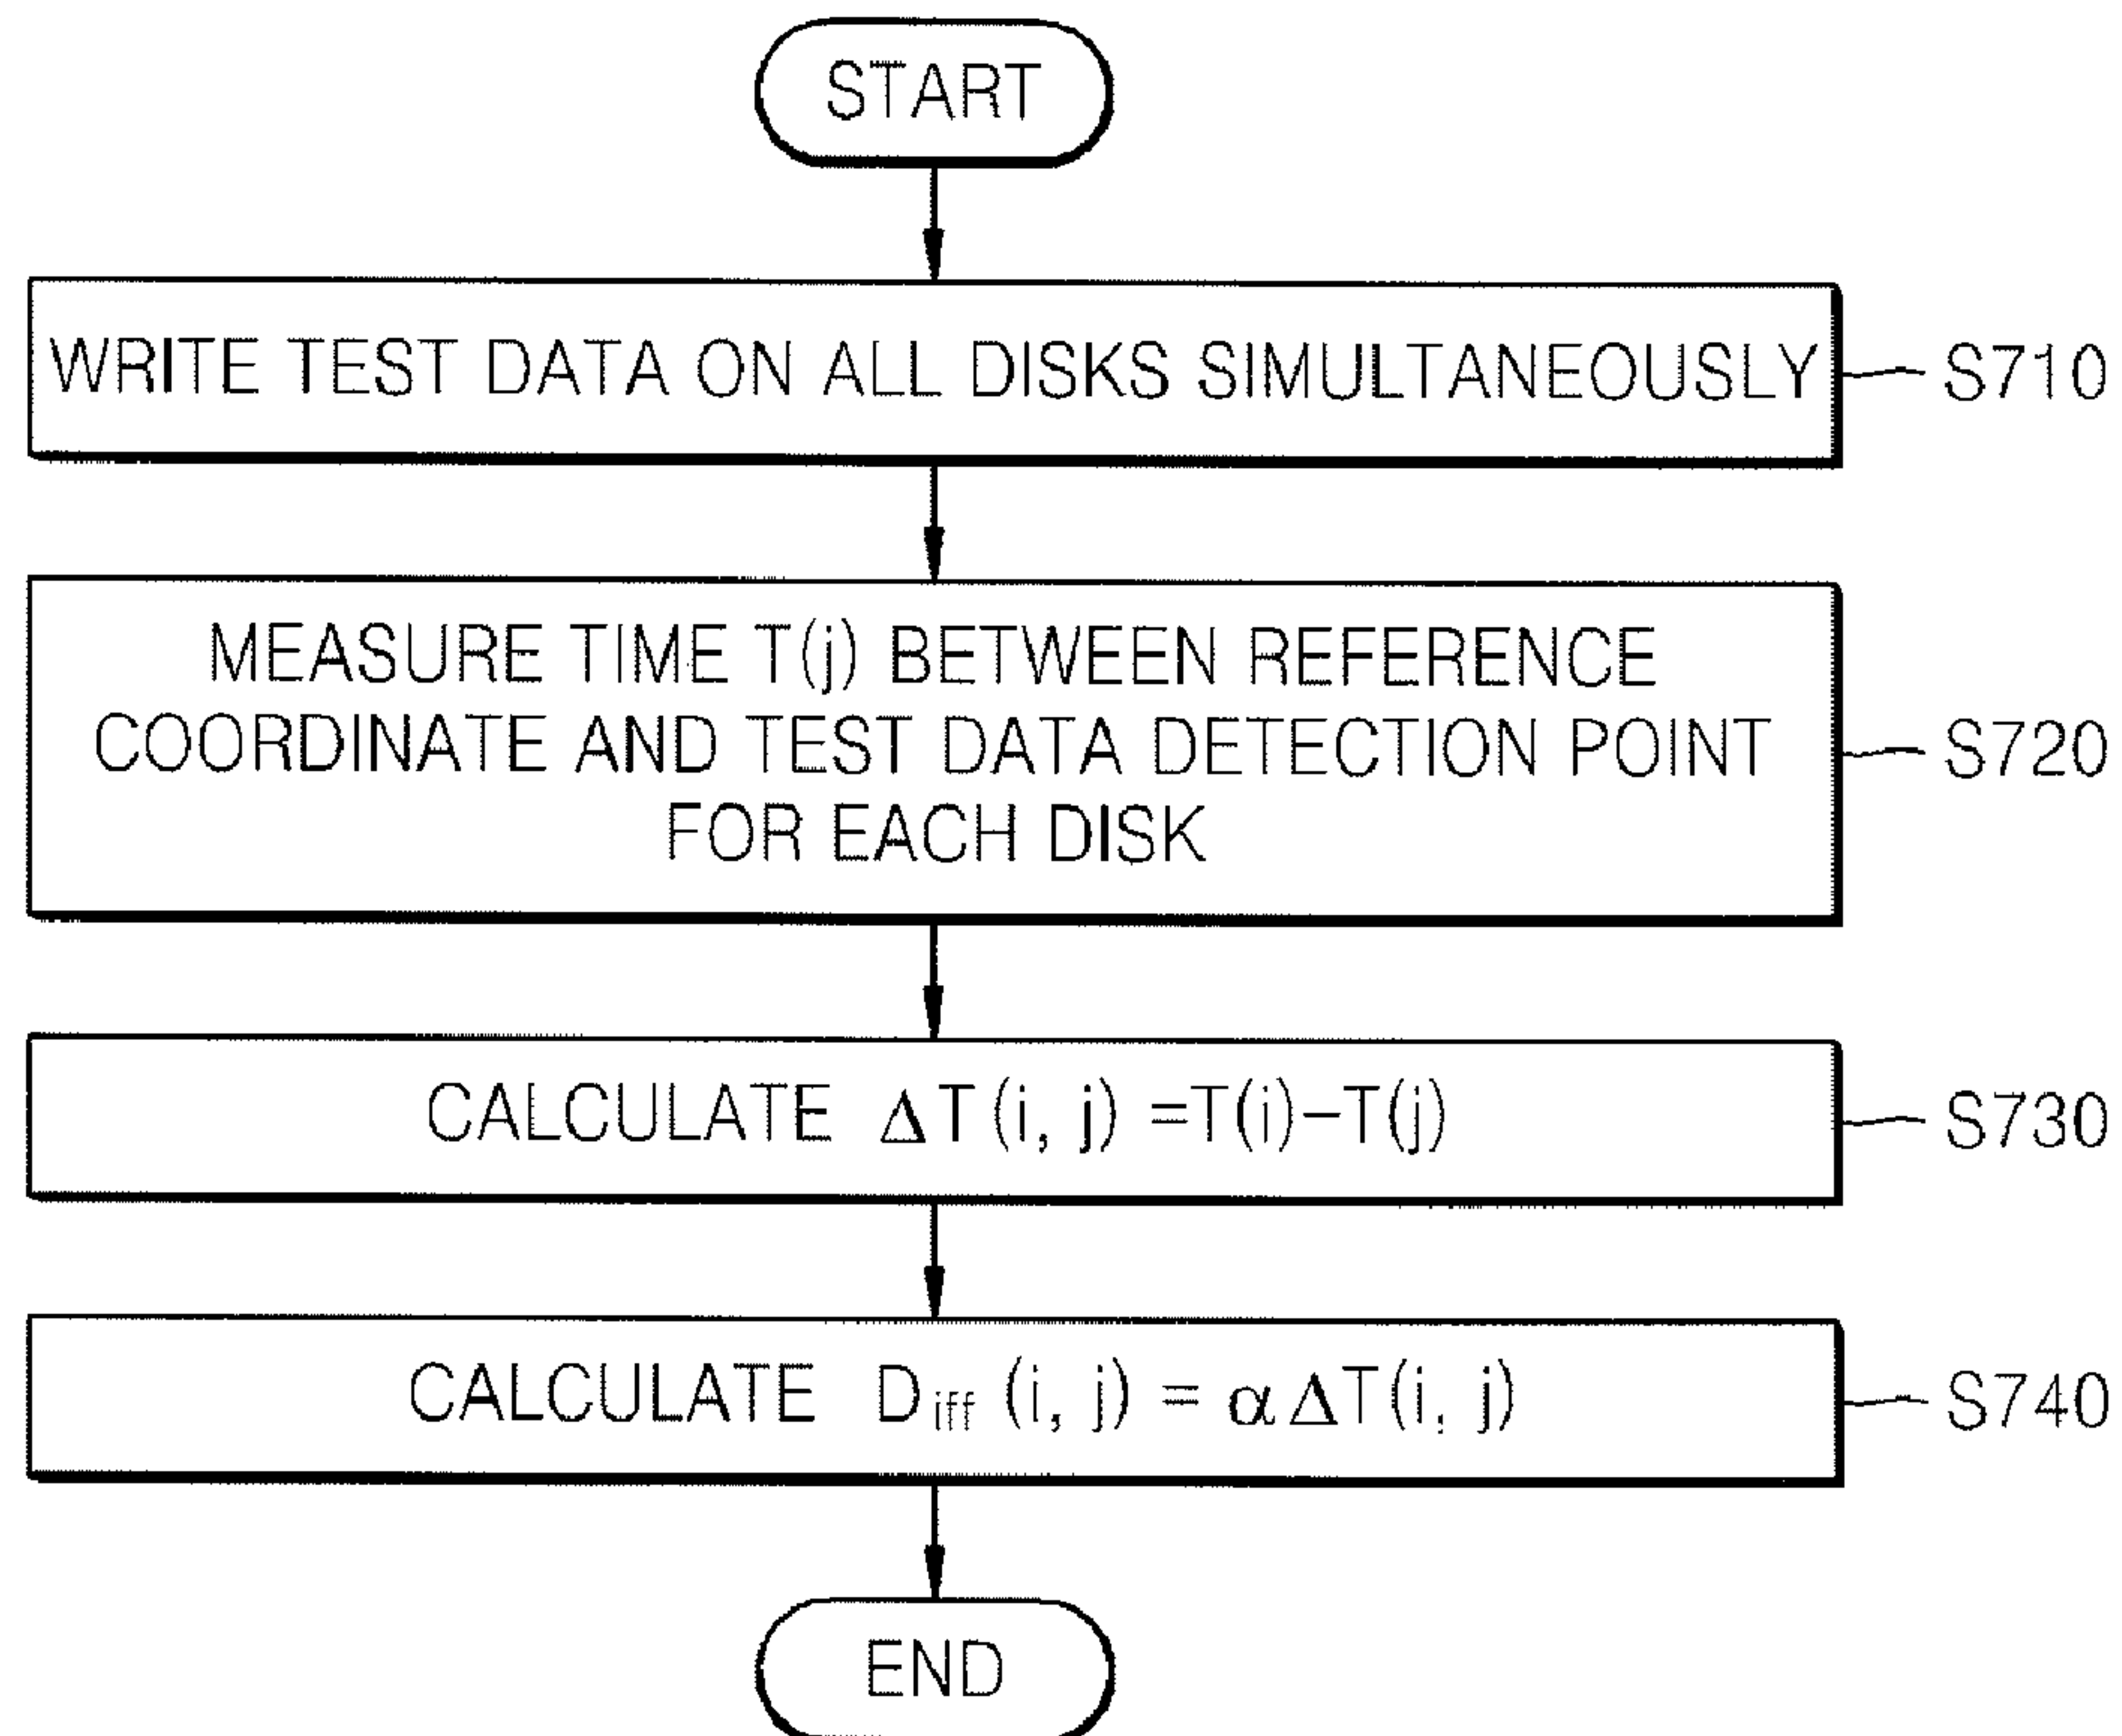 START
WRITE TEST DATA ON ALL DISKS SIMULTANEOUSLY
S710
MEASURE TIME T(j) BETWEEN REFERENCE
COORDINATE AND TEST DATA DETECTION POINT
FOR EACH DISK
S720
CALCULATE ΔT(i, j) =T(i)−T(j)
S730
CALCULATE Diff (i, j) = αΔT(i, j)
S740
END